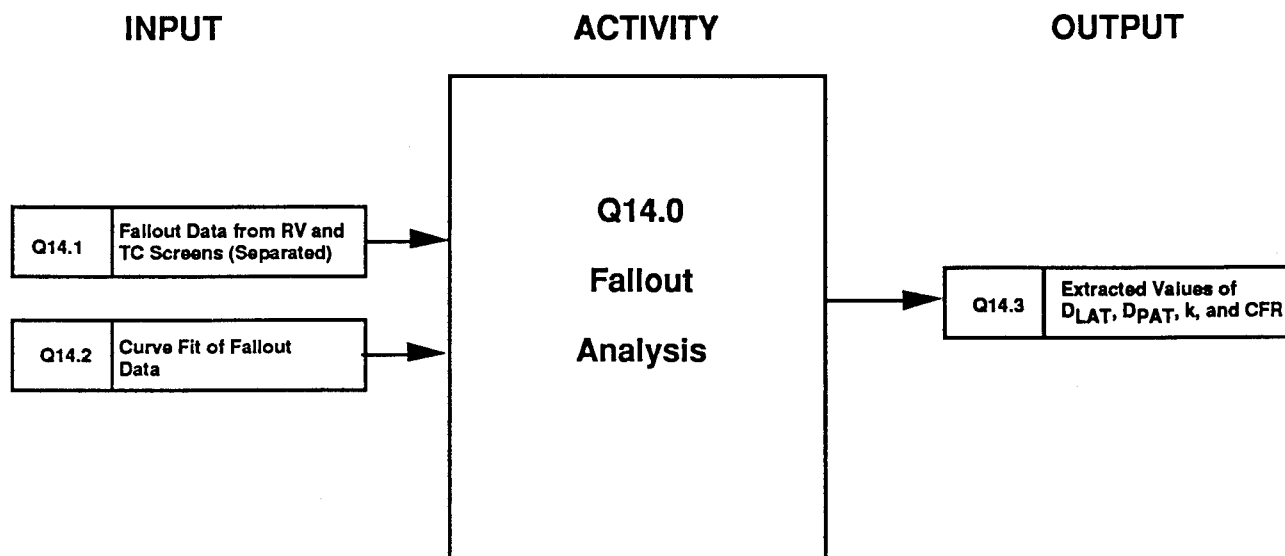 INPUT
ACTIVITY
OUTPUT
Q14.1
Fallout Data from RV and
TC Screens (Separated)
Q14.2
Curve Fit of Fallout
Data
Q14.0
Fallout
Analysis
Q14.3
Extracted Values of
DLAT, DPAT, k, and CFR